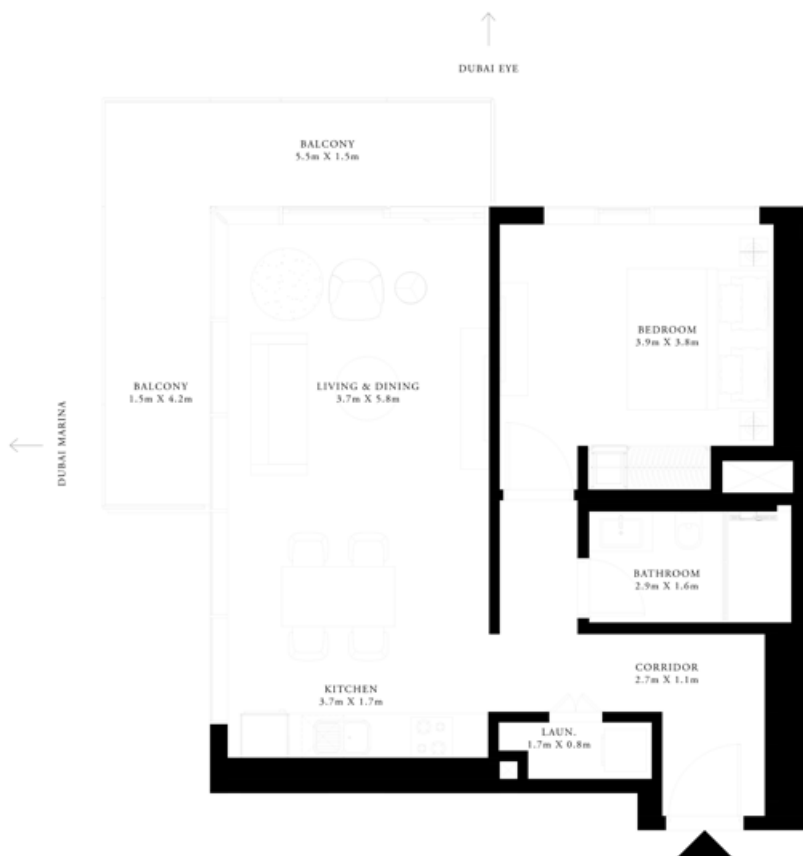 DUBAI EYE
BALCONY
5.5m X 1.5m
BEDROOM
3.9m X 3.8m
BALCONY
1.5m X 4.2m
LIVING & DINING
3.7m X 5.8m
DUBAI MARINA
BATHROOM
2.9m X 1.6m
CORRIDOR
2.7m X 1.1m
KITCHEN
3.7m X 1.7m
LAUN.
1.7m X 0.8m